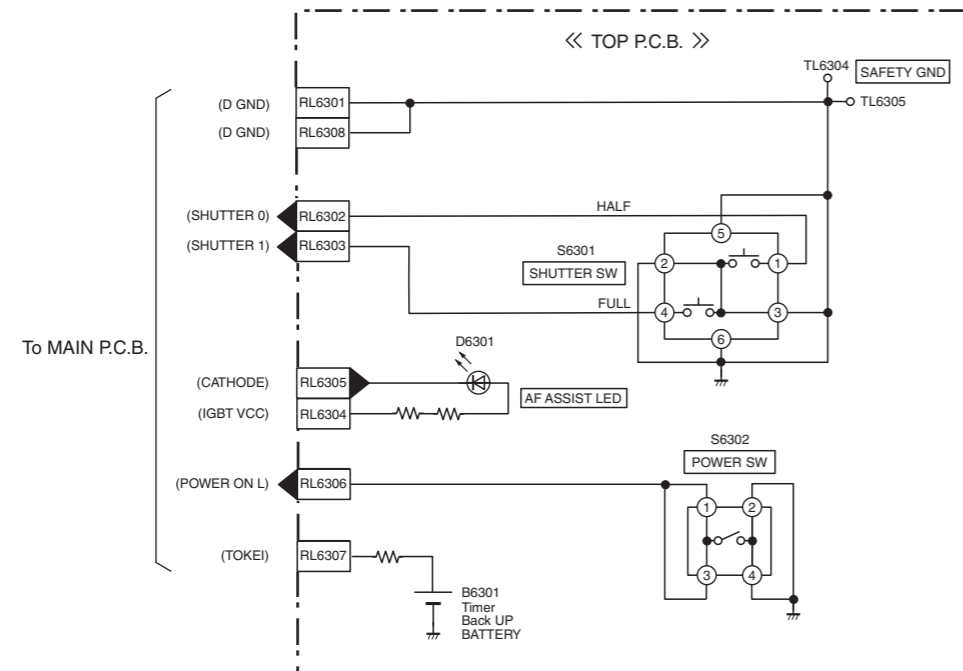 ≪ TOP P.C.B. ≫
TL6304
SAFETY GND
TL6305
(D GND) RL6301
(D GND) RL6308
(SHUTTER 0) RL6302
HALF
(SHUTTER 1) RL6303
S6301
SHUTTER SW
5
2
1
FULL
4
3
6
To MAIN P.C.B.
D6301
(CATHODE) RL6305
AF ASSIST LED
(IGBT VCC) RL6304
S6302
POWER SW
(POWER ON L) RL6306
1
2
3
4
(TOKEI) RL6307
B6301
Timer
Back UP
BATTERY